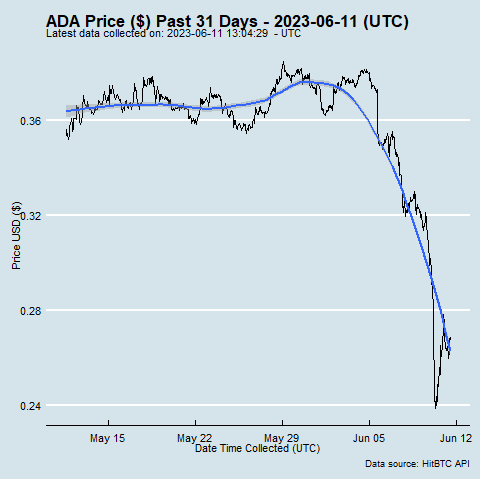 ADA Price ($) Past 31 Days - 2023-06-11 (UTC)
Latest data collected on: 2023-06-11 13:04:29 - UTC
Price USD ($)
0.36
0.32
0.28
0.24
May 15 May 22 May 29 Jun 05 Jun 12
Date Time Collected (UTC)
Data source: HitBTC API